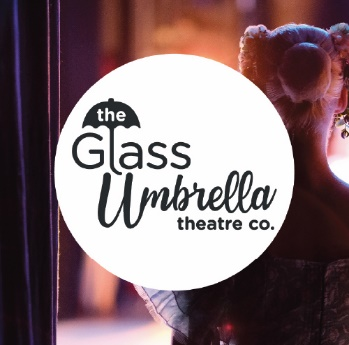 the
Glass
Umbrella
theatre co.